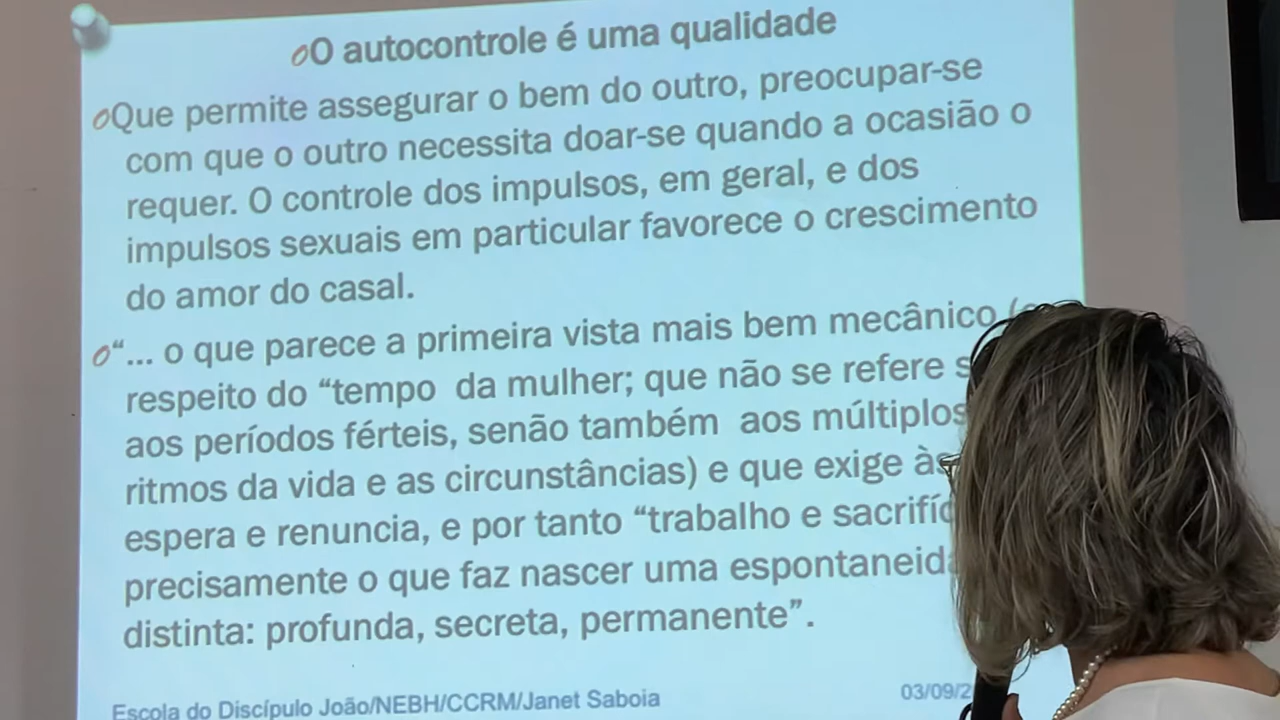 O autocontrole é uma qualidade
Que permite assegurar o bem do outro, preocupar-se
com que o outro necessita doar-se quando a ocasião o
requer. O controle dos impulsos, em geral, e dos
impulsos sexuais em particular favorece o crescimento
do amor do casal.
“... o que parece a primeira vista mais bem mecânico
respeito do “tempo da mulher; que não se refere
aos períodos férteis, senão também aos múltiplos
ritmos da vida e as circunstâncias) e que exige às
espera e renuncia, e por tanto “trabalho e
precisamente o que faz nascer uma
distinta: profunda, secreta, permanente”.
Escola do Discípulo João/NEBH/CCRM/Janet Saboia
03/09/2